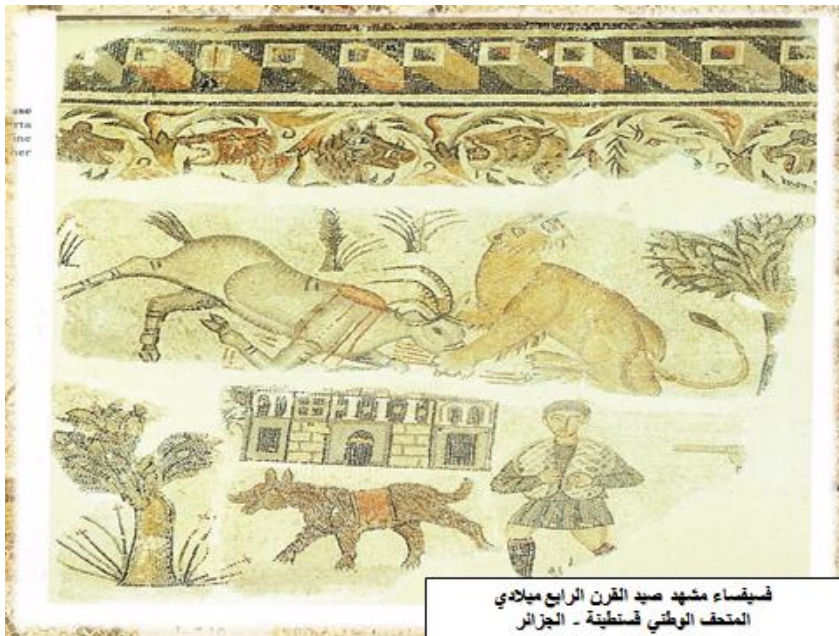 فسيفساء مشهد صيد القرن الرابع ميلادي
المتحف الوطني قسنطينة - الجزائر